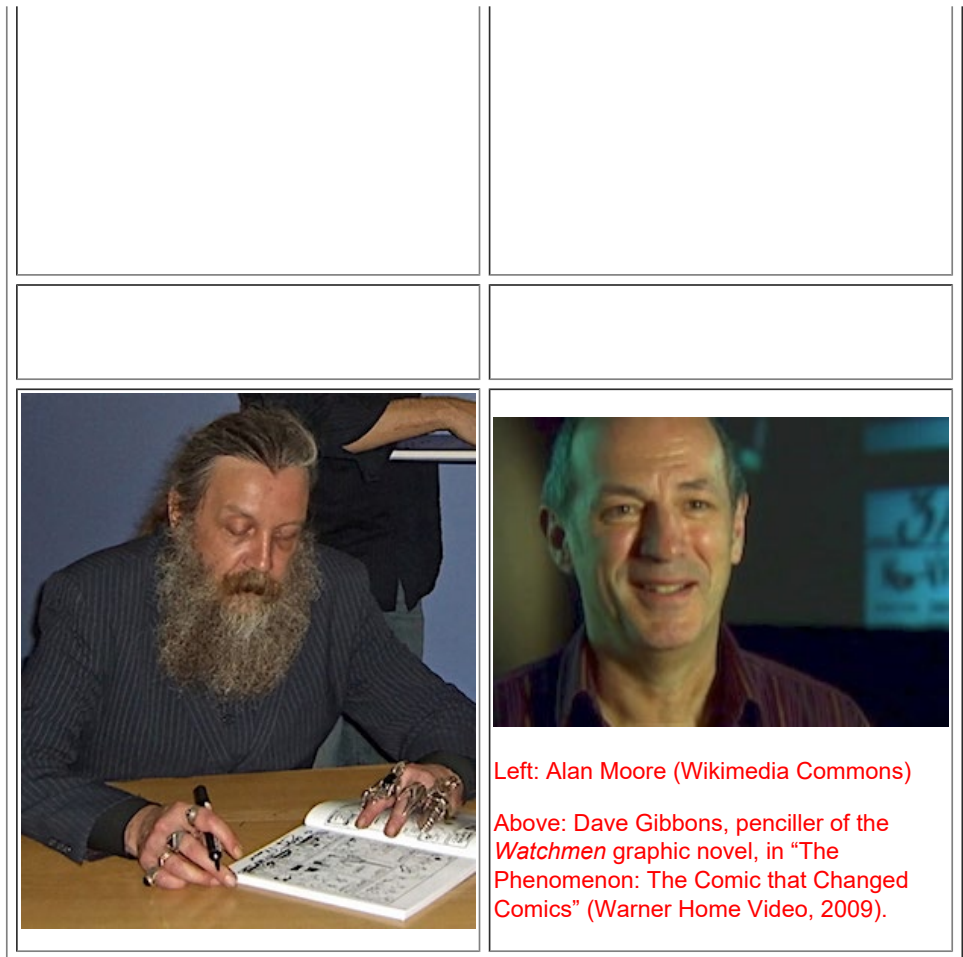 Left: Alan Moore (Wikimedia Commons)
Above: Dave Gibbons, penciller of the
Watchmen graphic novel, in “The
Phenomenon: The Comic that Changed
Comics” (Warner Home Video, 2009).